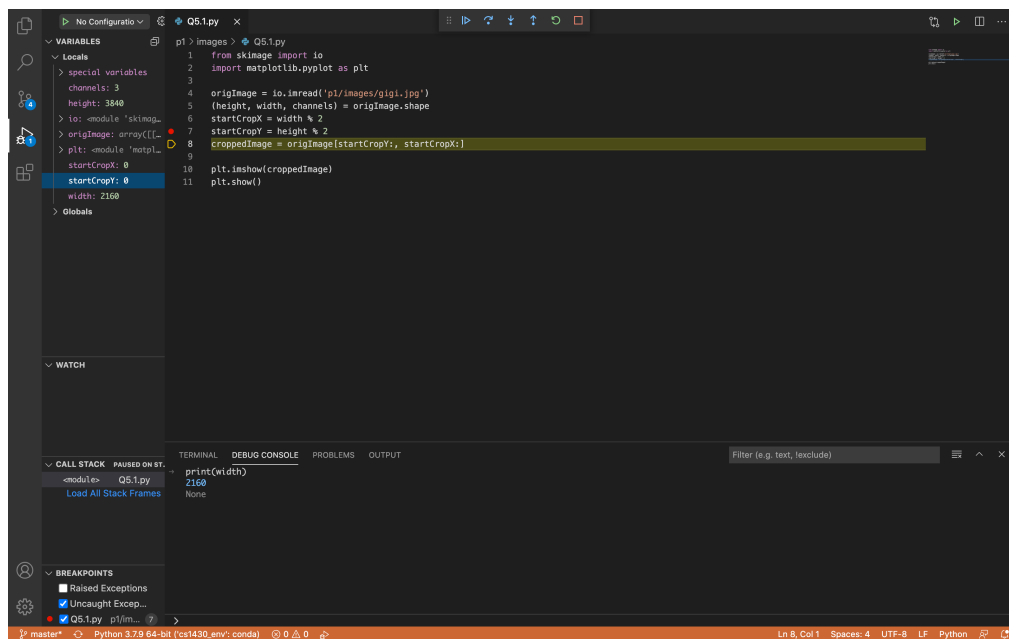 No Configuratio
Q5.1.py
VARIABLES
Locals
special variables
channels: 3
height: 3840
io: <module 'skimag…
origImage: array([[…
plt: <module 'matpl…
startCropX: 0
startCropY: 0
width: 2160
Globals
WATCH
CALL STACK PAUSED ON ST…
<module> Q5.1.py
Load All Stack Frames
BREAKPOINTS
Raised Exceptions
Uncaught Excep…
Q5.1.py p1/im… 7
p1 > images > Q5.1.py
1 from skimage import io
2 import matplotlib.pyplot as plt
3
4 origImage = io.imread('p1/images/gigi.jpg')
5 (height, width, channels) = origImage.shape
6 startCropX = width % 2
7 startCropY = height % 2
8 croppedImage = origImage[startCropY:, startCropX:]
9
10 plt.imshow(croppedImage)
11 plt.show()
TERMINAL DEBUG CONSOLE PROBLEMS OUTPUT
Filter (e.g. text, !exclude)
print(width)
2160
None
4
1
master* Python 3.7.9 64-bit ('cs1430_env': conda) 0 0
Ln 8, Col 1 Spaces: 4 UTF-8 LF Python